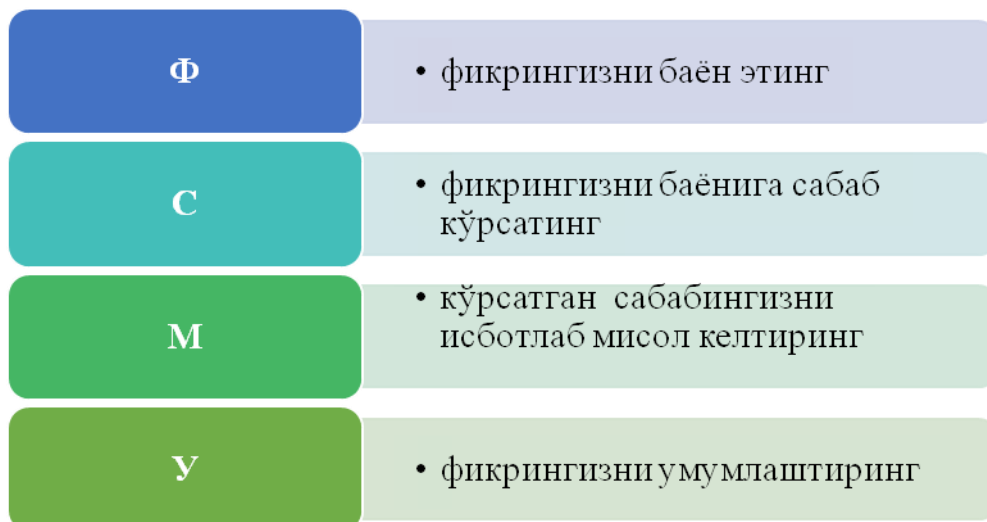 Ф
• фикрингизни баён этинг
С
• фикрингизни баёнига сабаб
кўрсатинг
М
• кўрсатган сабабингизни
исботлаб мисол келтиринг
У
• фикрингизни умумлаштиринг